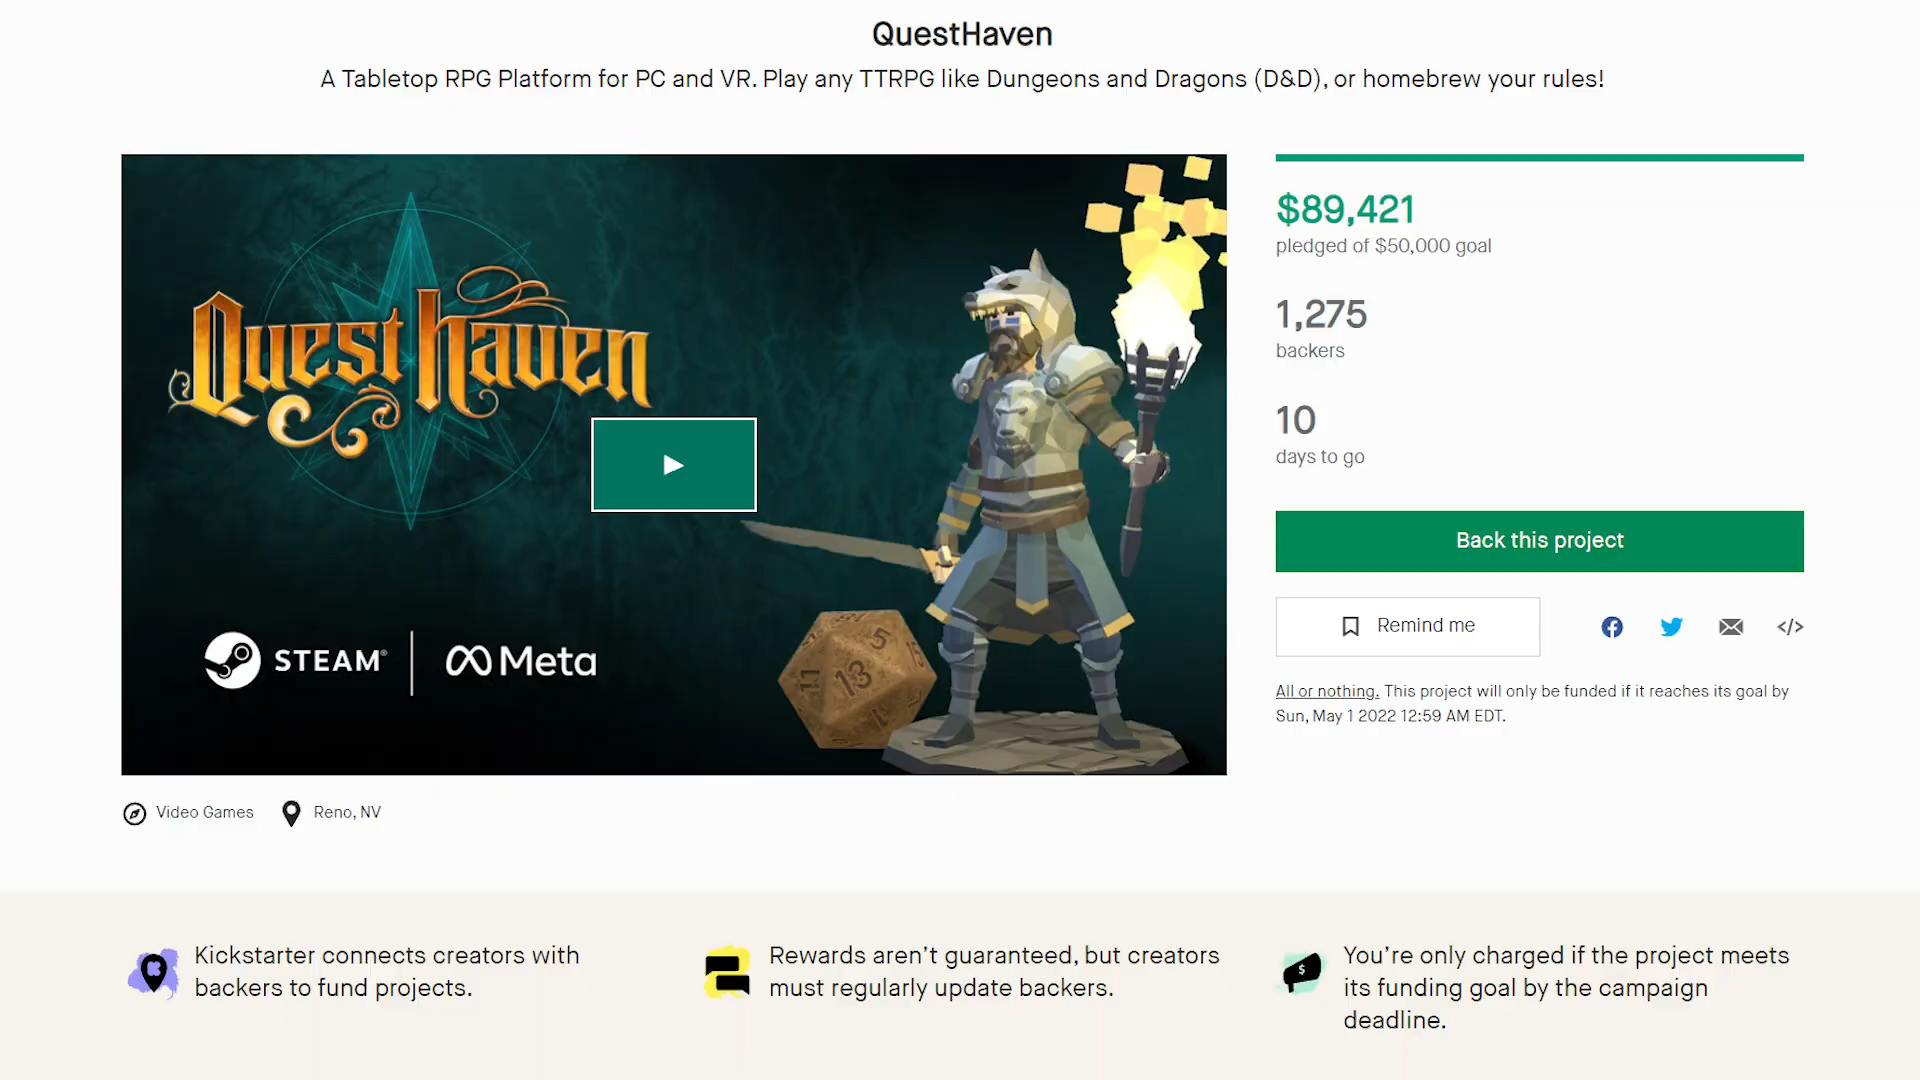 QuestHaven
A Tabletop RPG Platform for PC and VR. Play any TTRPG like Dungeons and Dragons (D&D), or homebrew your rules!
Quest haven
STEAM®
Meta
5
13
11
$89,421
pledged of $50,000 goal
1,275
backers
10
days to go
Back this project
Remind me
</>
All or nothing. This project will only be funded if it reaches its goal by
Sun, May 1 2022 12:59 AM EDT.
Video Games
Reno, NV
Kickstarter connects creators with
backers to fund projects.
Rewards aren't guaranteed, but creators
must regularly update backers.
$
You're only charged if the project meets
its funding goal by the campaign
deadline.